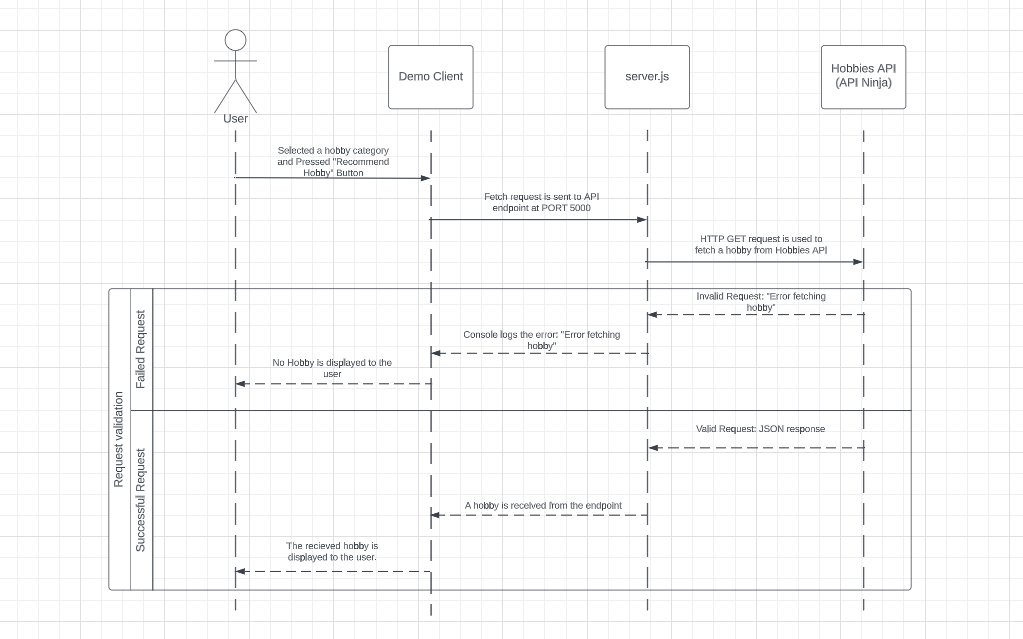 Demo Client
server.js
Hobbies API
(API Ninja)
User
Selected a hobby category
and Pressed "Recommend
Hobby" Button
Fetch request is sent to API
endpoint at PORT 5000
HTTP GET request is used to
fetch a hobby from Hobbies API
Request validation
Failed Request
Invalid Request: "Error fetching
hobby"
Console logs the error: "Error fetching
hobby"
No Hobby is displayed to the
user
Successful Request
Valid Request: JSON response
A hobby is received from the endpoint
The recieved hobby is
displayed to the user.